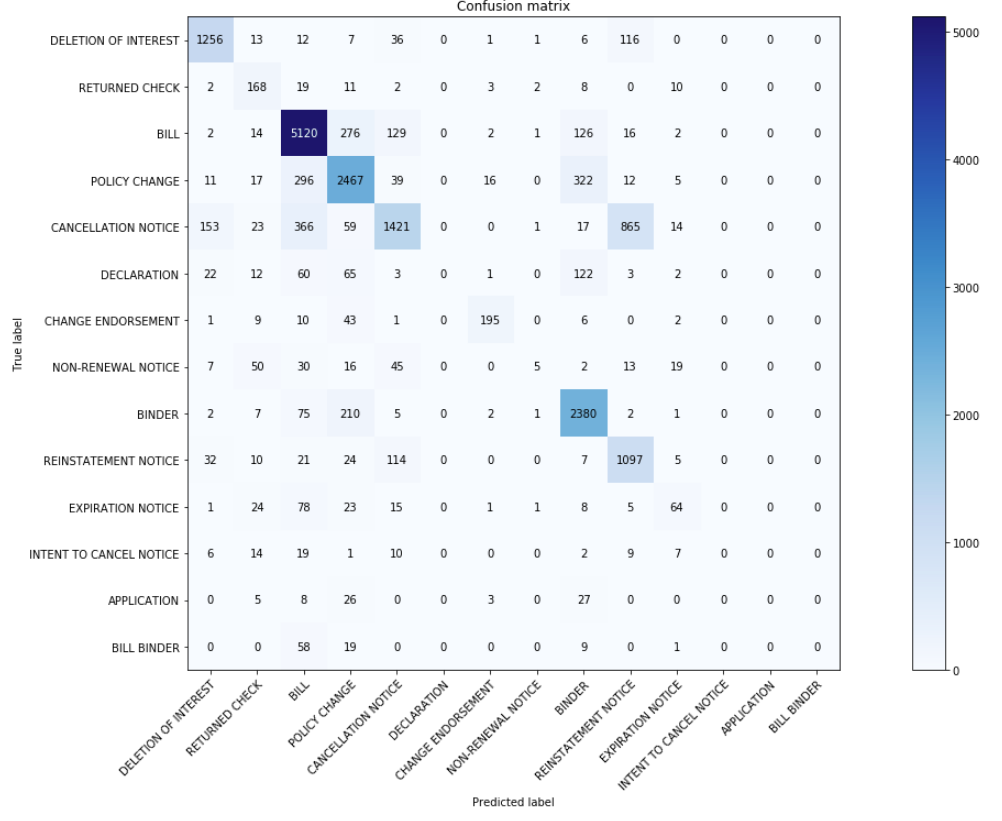 Confusion matrix
DELETION OF INTEREST 1256 13 12 7 36 0 1 1 6 116 0 0 0 0
RETURNED CHECK 2 168 19 11 2 0 3 2 8 0 10 0 0 0
BILL 2 14 5120 276 129 0 2 1 126 16 2 0 0 0
POLICY CHANGE 11 17 296 2467 39 0 16 0 322 12 5 0 0 0
CANCELLATION NOTICE 153 23 366 59 1421 0 0 1 17 865 14 0 0 0
DECLARATION 22 12 60 65 3 0 1 0 122 3 2 0 0 0
CHANGE ENDORSEMENT 1 9 10 43 1 0 195 0 6 0 2 0 0 0
NON-RENEWAL NOTICE 7 50 30 16 45 0 0 5 2 13 19 0 0 0
BINDER 2 7 75 210 5 0 2 1 2380 2 1 0 0 0
REINSTATEMENT NOTICE 32 10 21 24 114 0 0 0 7 1097 5 0 0 0
EXPIRATION NOTICE 1 24 78 23 15 0 1 1 8 5 64 0 0 0
INTENT TO CANCEL NOTICE 6 14 19 1 10 0 0 0 2 9 7 0 0 0
APPLICATION 0 5 8 26 0 0 3 0 27 0 0 0 0 0
BILL BINDER 0 0 58 19 0 0 0 0 9 0 1 0 0 0
True label
DELETION OF INTEREST
RETURNED CHECK
BILL
POLICY CHANGE
CANCELLATION NOTICE
DECLARATION
CHANGE ENDORSEMENT
NON-RENEWAL NOTICE
BINDER
REINSTATEMENT NOTICE
EXPIRATION NOTICE
INTENT TO CANCEL NOTICE
APPLICATION
BILL BINDER
Predicted label
5000
4000
3000
2000
1000
0